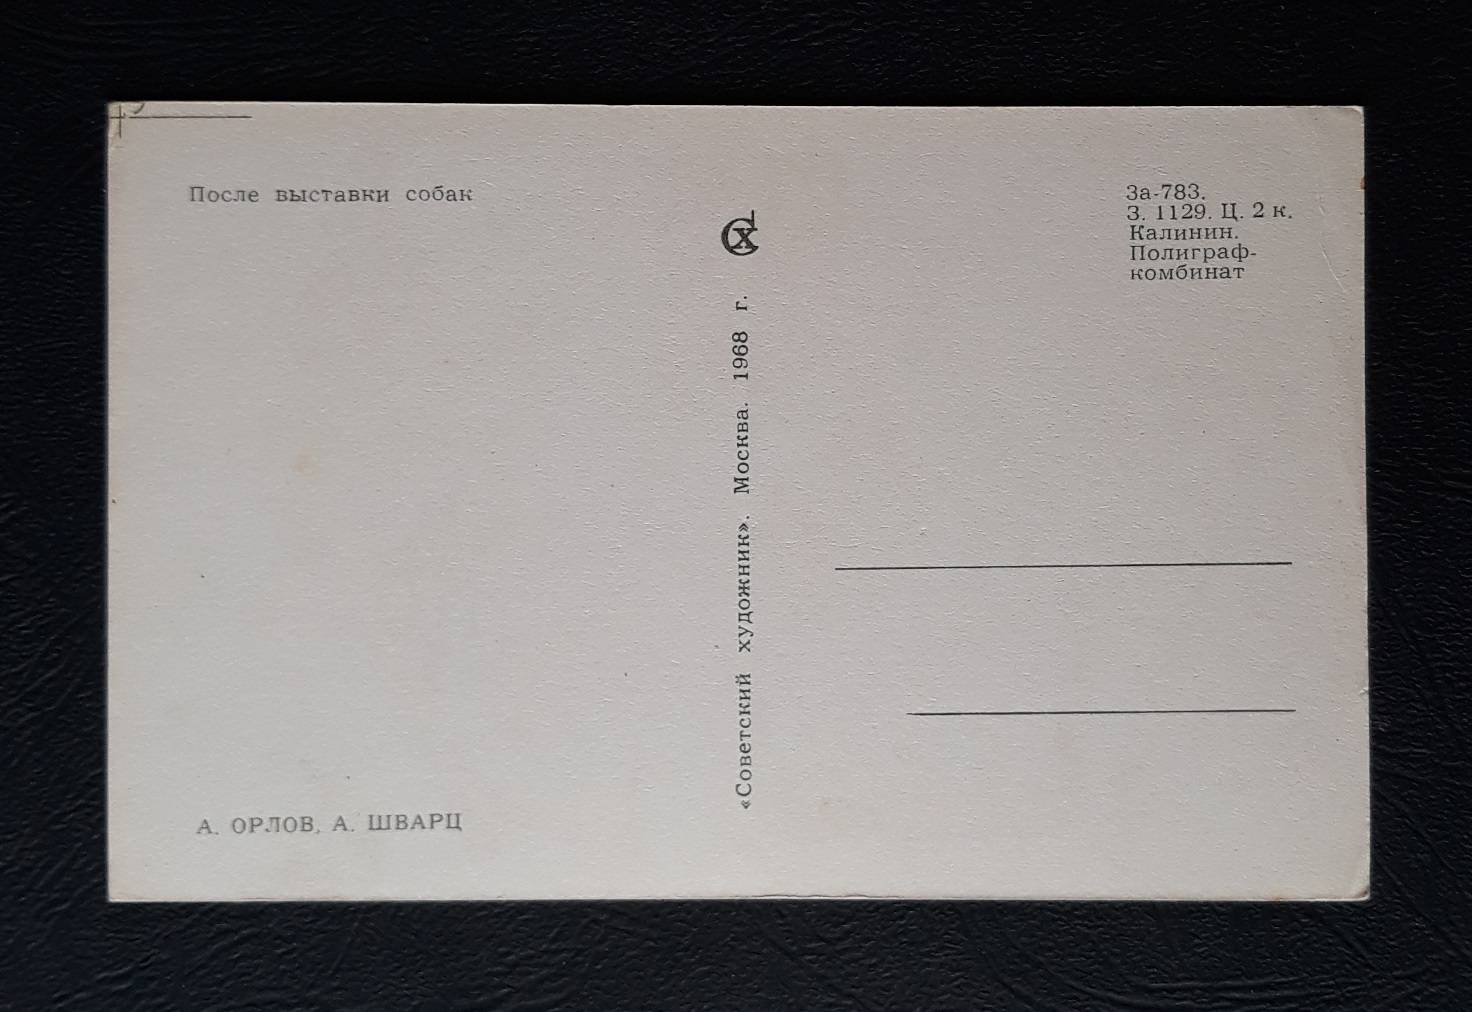 После выставки собак
А. ОРЛОВ, А. ШВАРЦ
«Советский художник». Москва. 1968 г.
СХ
За-783.
З. 1129. Ц. 2 к.
Калинин.
Полиграф-
комбинат